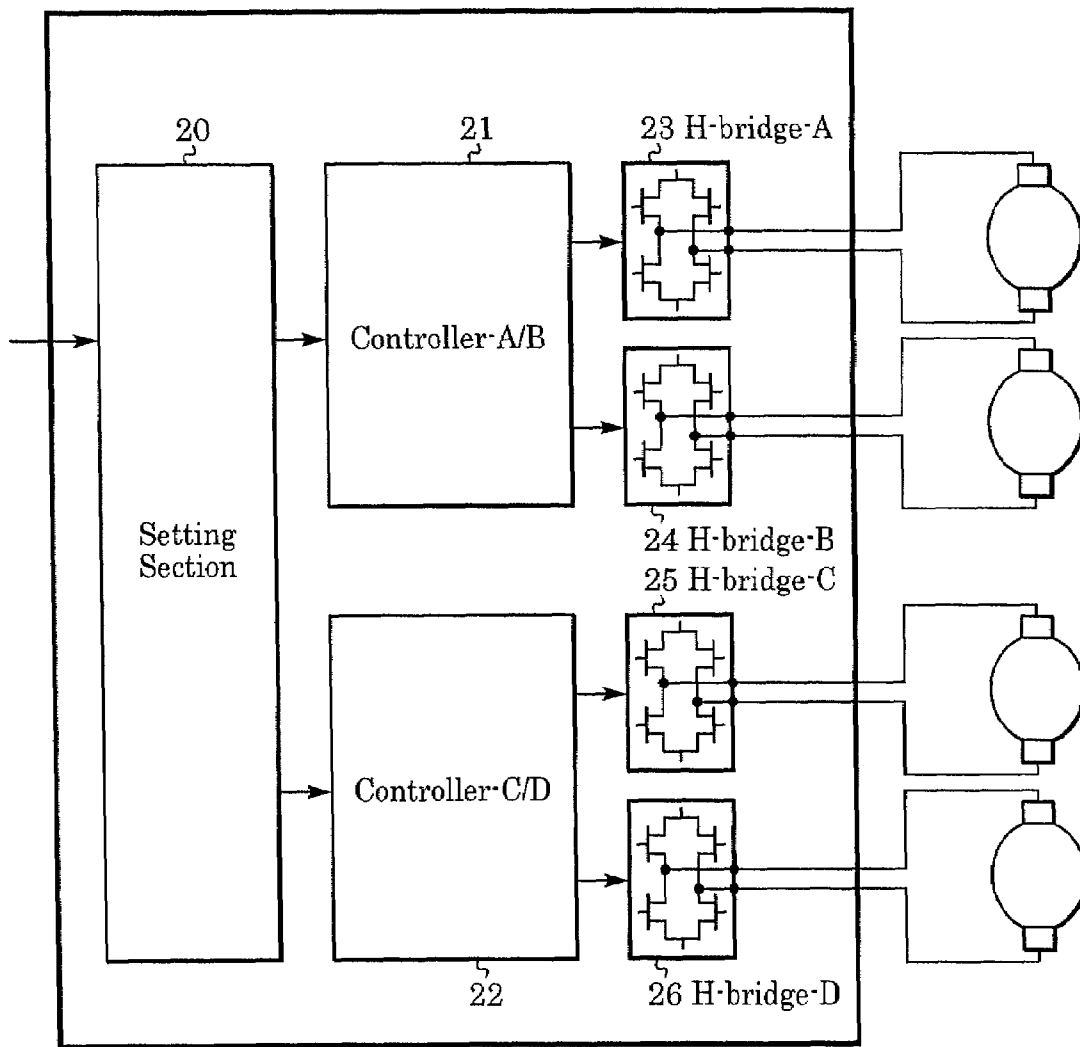 20
21
23 H-bridge-A
Controller-A/B
24 H-bridge-B
Setting
Section
25 H-bridge-C
Controller-C/D
22
26 H-bridge-D